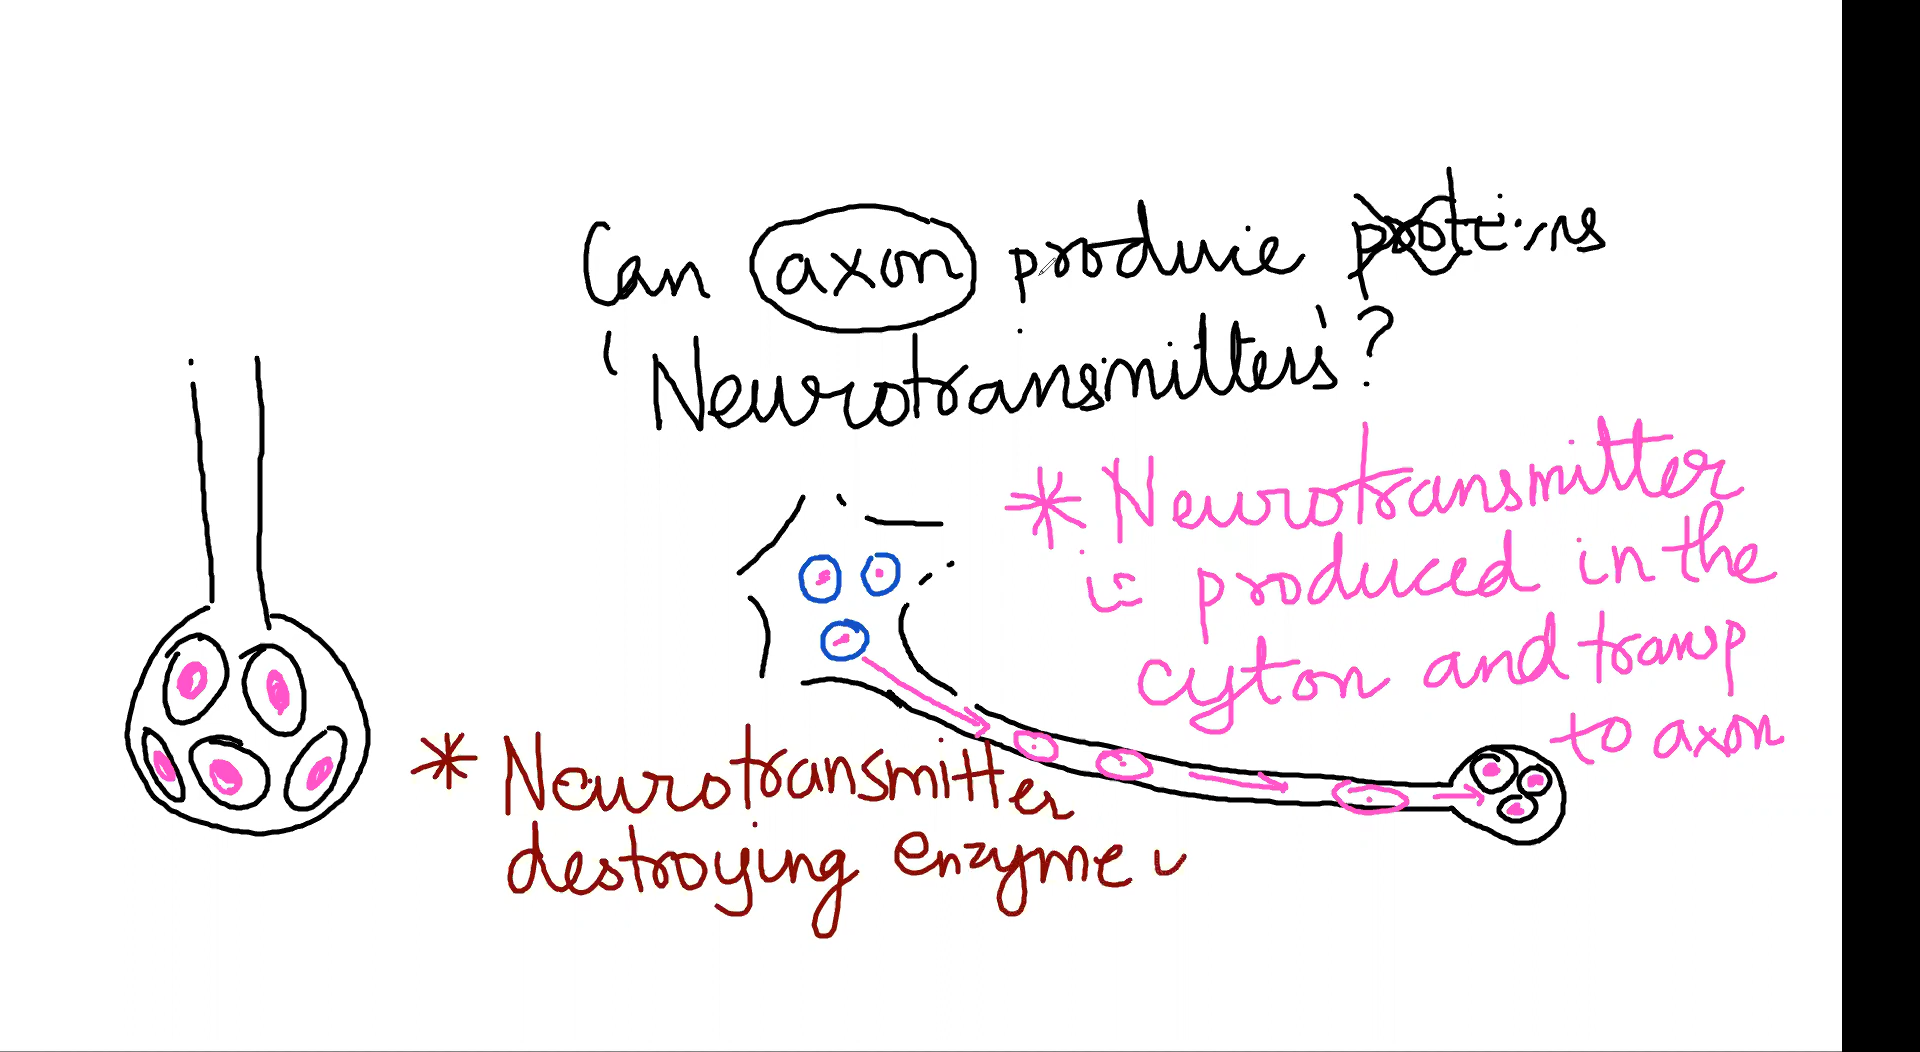 Can axon produce proteins
'Neurotransmitters'?
* Neurotransmitter
is produced in the
cyton and transp
to axon
* Neurotransmitter
destroying enzyme